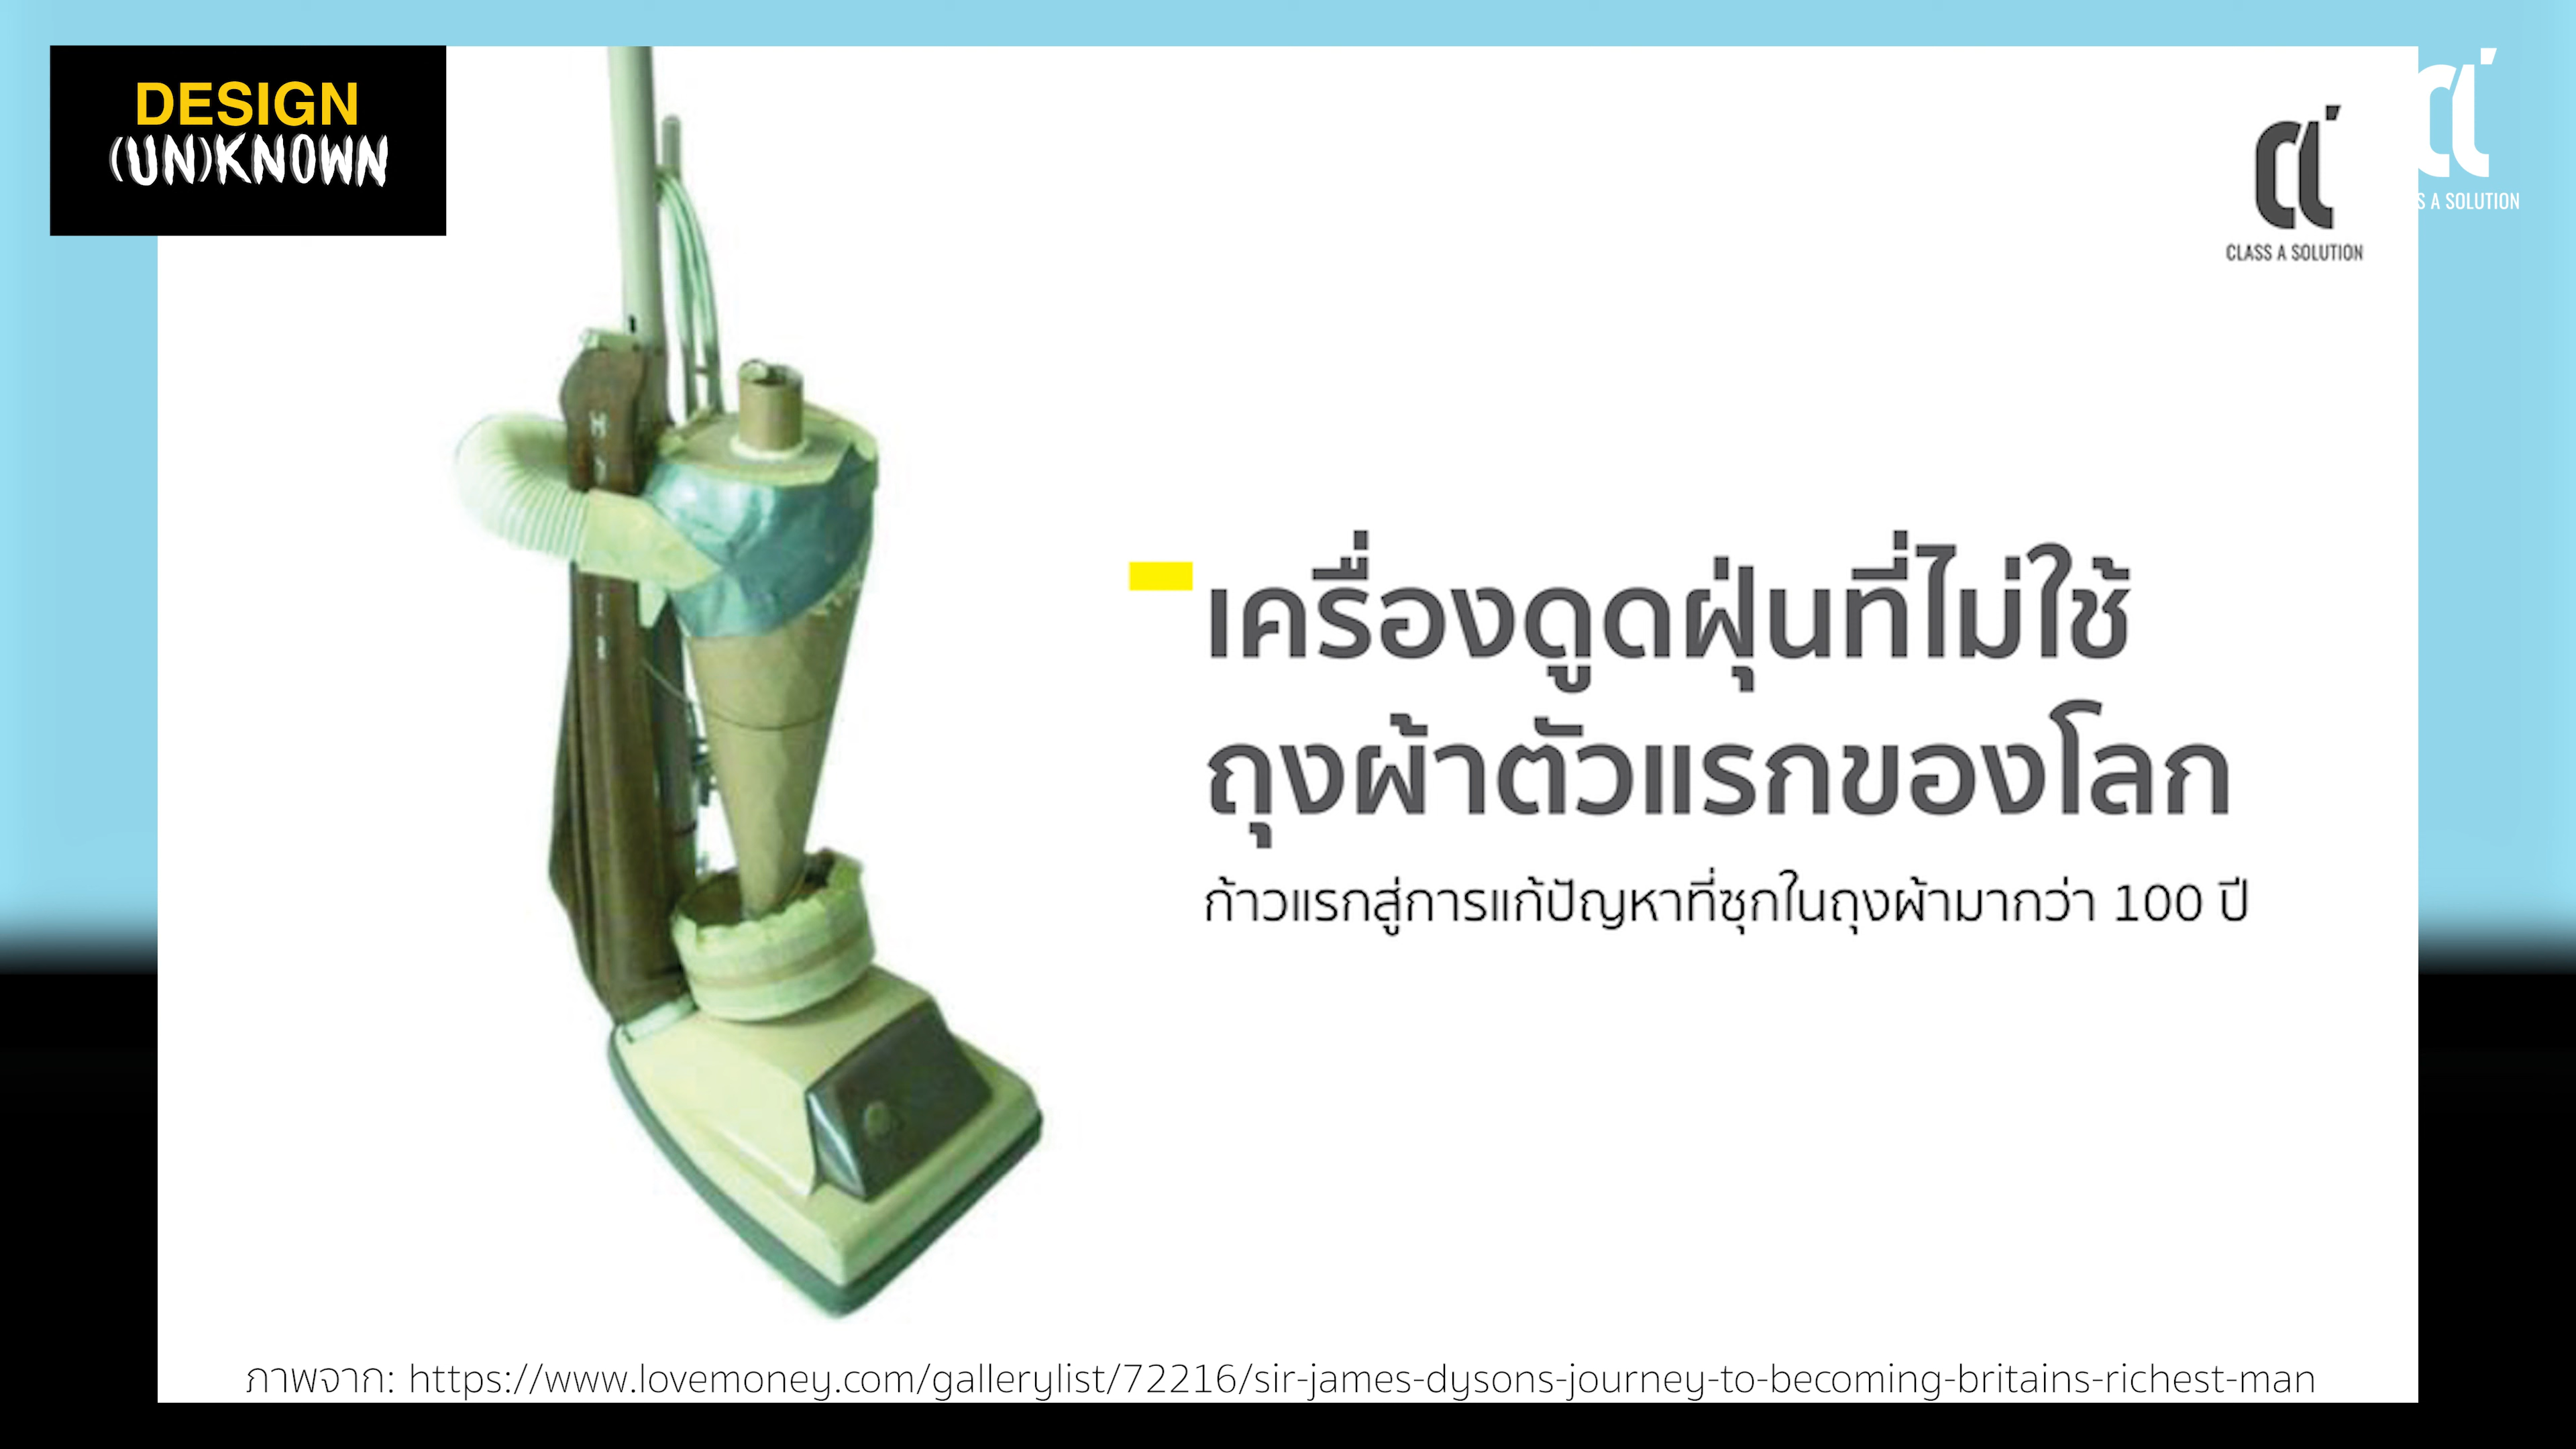 DESIGN
(UN)KNOWN
CLASS A SOLUTION
S A SOLUTION
เครื่องดูดฝุ่นที่ไม่ใช้
ถุงผ้าตัวแรกของโลก
ก้าวแรกสู่การแก้ปัญหาที่ซุกในถุงผ้ามากว่า 100 ปี
ภาพจาก: https://www.lovemoney.com/gallerylist/72216/sir-james-dysons-journey-to-becoming-britains-richest-man